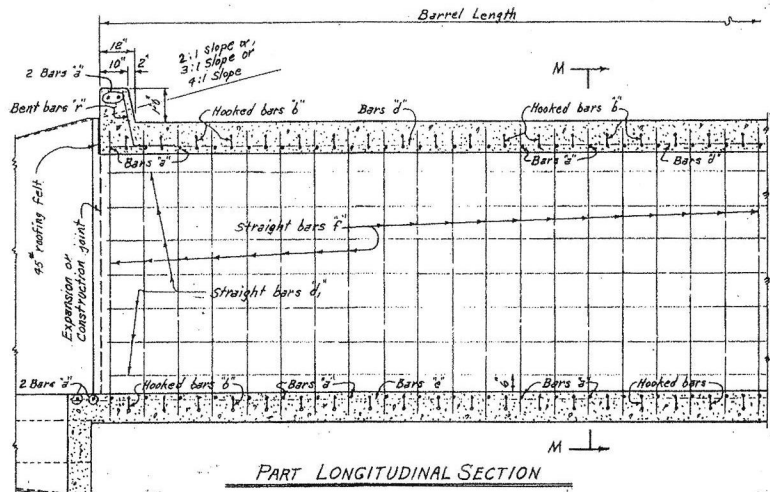 Barrel Length
12"
10"
2"
2:1 Slope or,
3:1 Slope or
4:1 Slope
M
2 Bars "a"
Bent bars "r"
Hooked bars "b"
Bars "d"
Hooked bars "b"
Bars "a"
Bars "a"
Bars "d"
45# roofing felt
Expansion or
Construction joint
Straight bars "f"
Straight bars "d1"
2 Bars "a"
Hooked bars "b"
Bars "a"
Bars "e"
Bars "a"
Hooked bars
M
PART LONGITUDINAL SECTION